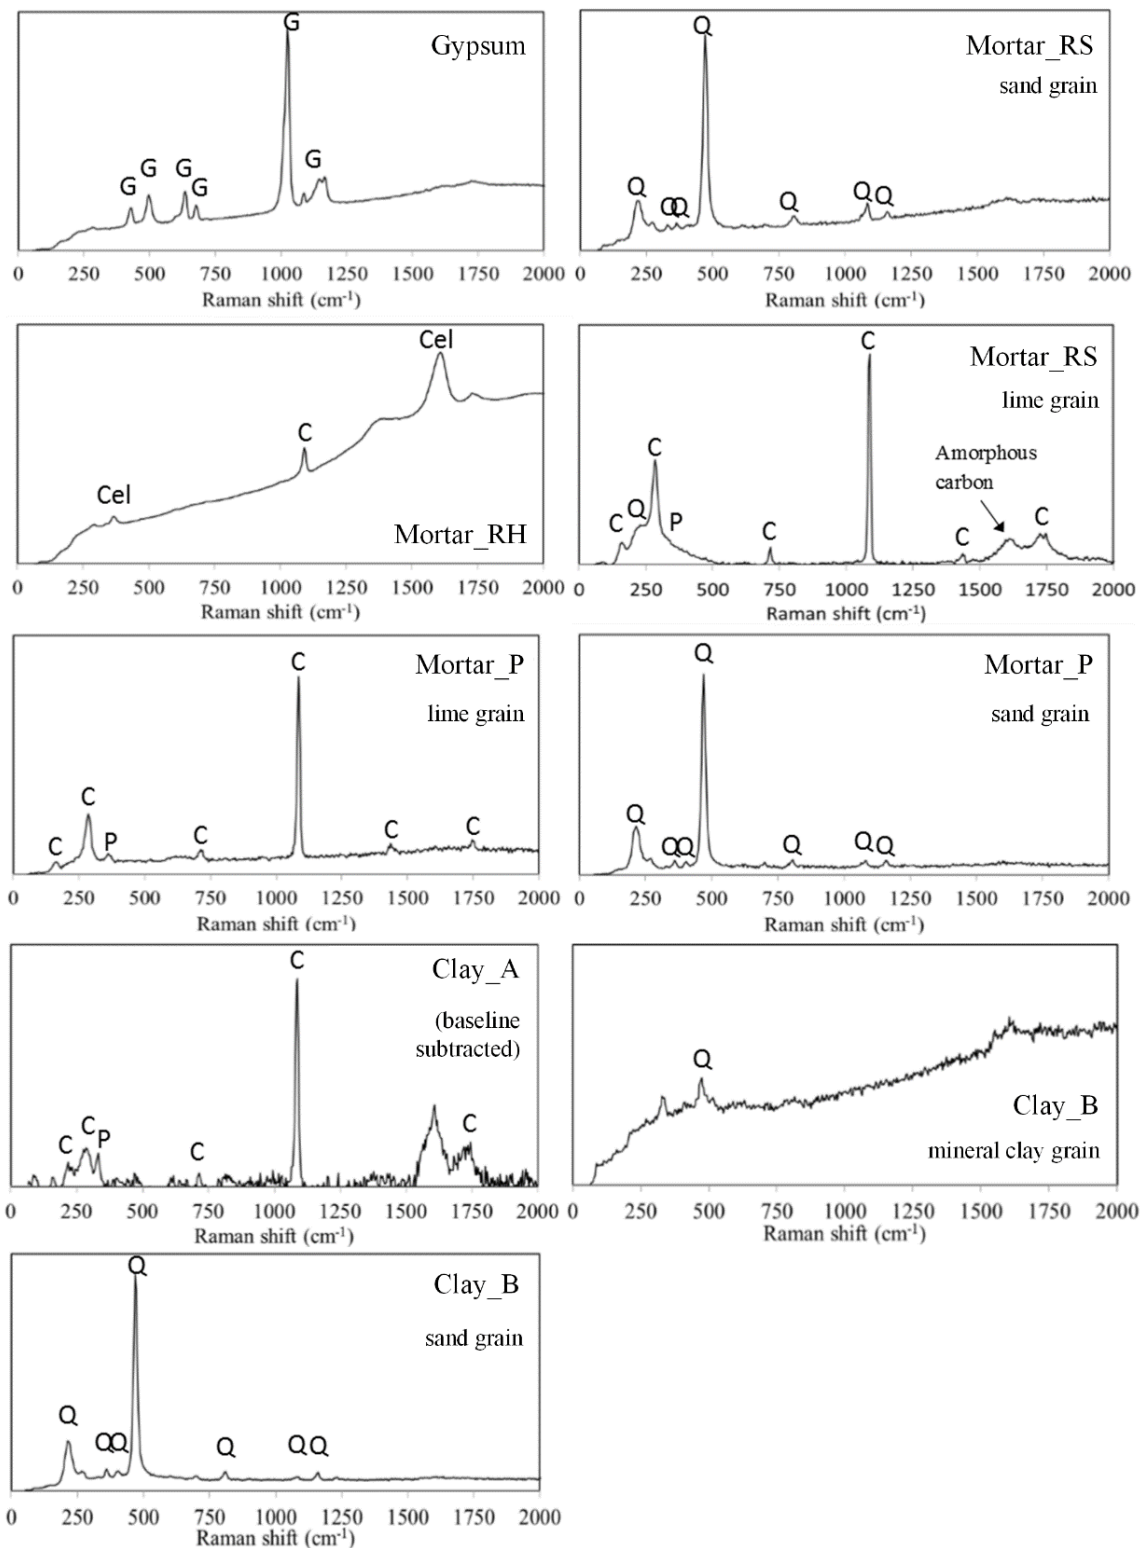 G
Gypsum
G
G
G
G
G
0 250 500 750 1000 1250 1500 1750 2000
Raman shift (cm-1)
Q
Mortar_RS
sand grain
Q
Q
Q
Q
Q
Q
0 250 500 750 1000 1250 1500 1750 2000
Raman shift (cm-1)
Cel
C
Cel
Mortar_RH
0 250 500 750 1000 1250 1500 1750 2000
Raman shift (cm-1)
C
Mortar_RS
lime grain
Amorphous
carbon
C
C
Q
P
C
C
C
0 250 500 750 1000 1250 1500 1750 2000
Raman shift (cm-1)
C
Mortar_P
lime grain
C
C
P
C
C
C
0 250 500 750 1000 1250 1500 1750 2000
Raman shift (cm-1)
Q
Mortar_P
sand grain
Q
Q
Q
Q
Q
Q
0 250 500 750 1000 1250 1500 1750 2000
Raman shift (cm-1)
C
Clay_A
(baseline
subtracted)
C
C
P
C
C
0 250 500 750 1000 1250 1500 1750 2000
Raman shift (cm-1)
Q
Clay_B
mineral clay grain
0 250 500 750 1000 1250 1500 1750 2000
Raman shift (cm-1)
Q
Clay_B
sand grain
Q
Q
Q
Q
Q
Q
0 250 500 750 1000 1250 1500 1750 2000
Raman shift (cm-1)